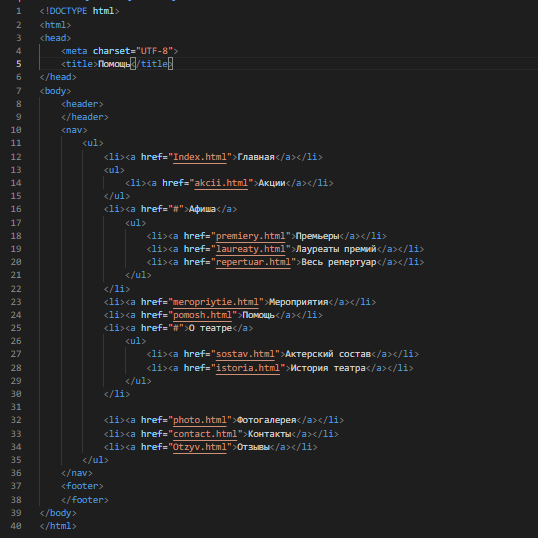 1 <!DOCTYPE html>
2 <html>
3 <head>
4 <meta charset="UTF-8">
5 <title>Помощь</title>
6 </head>
7 <body>
8 <header>
9 </header>
10 <nav>
11 <ul>
12 <li><a href="Index.html">Главная</a></li>
13 <ul>
14 <li><a href="akcii.html">Акции</a></li>
15 </ul>
16 <li><a href="#">Афиша</a>
17 <ul>
18 <li><a href="premiery.html">Премьеры</a></li>
19 <li><a href="laureaty.html">Лауреаты премий</a></li>
20 <li><a href="repertuar.html">Весь репертуар</a></li>
21 </ul>
22 </li>
23 <li><a href="meropriytie.html">Мероприятия</a></li>
24 <li><a href="pomosh.html">Помощь</a></li>
25 <li><a href="#">О театре</a>
26 <ul>
27 <li><a href="sostav.html">Актерский состав</a></li>
28 <li><a href="istoria.html">История театра</a></li>
29 </ul>
30 </li>
31
32 <li><a href="photo.html">Фотогалерея</a></li>
33 <li><a href="contact.html">Контакты</a></li>
34 <li><a href="Otzyv.html">Отзывы</a></li>
35 </ul>
36 </nav>
37 <footer>
38 </footer>
39 </body>
40 </html>